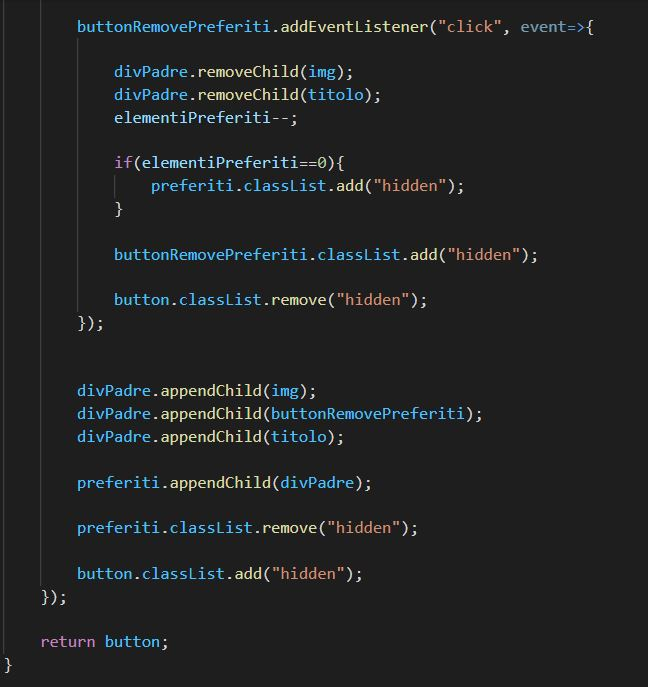 buttonRemovePreferiti.addEventListener("click", event=>{
divPadre.removeChild(img);
divPadre.removeChild(titolo);
elementiPreferiti--;
if(elementiPreferiti==0){
preferiti.classList.add("hidden");
}
buttonRemovePreferiti.classList.add("hidden");
button.classList.remove("hidden");
});
divPadre.appendChild(img);
divPadre.appendChild(buttonRemovePreferiti);
divPadre.appendChild(titolo);
preferiti.appendChild(divPadre);
preferiti.classList.remove("hidden");
button.classList.add("hidden");
});
return button;
}